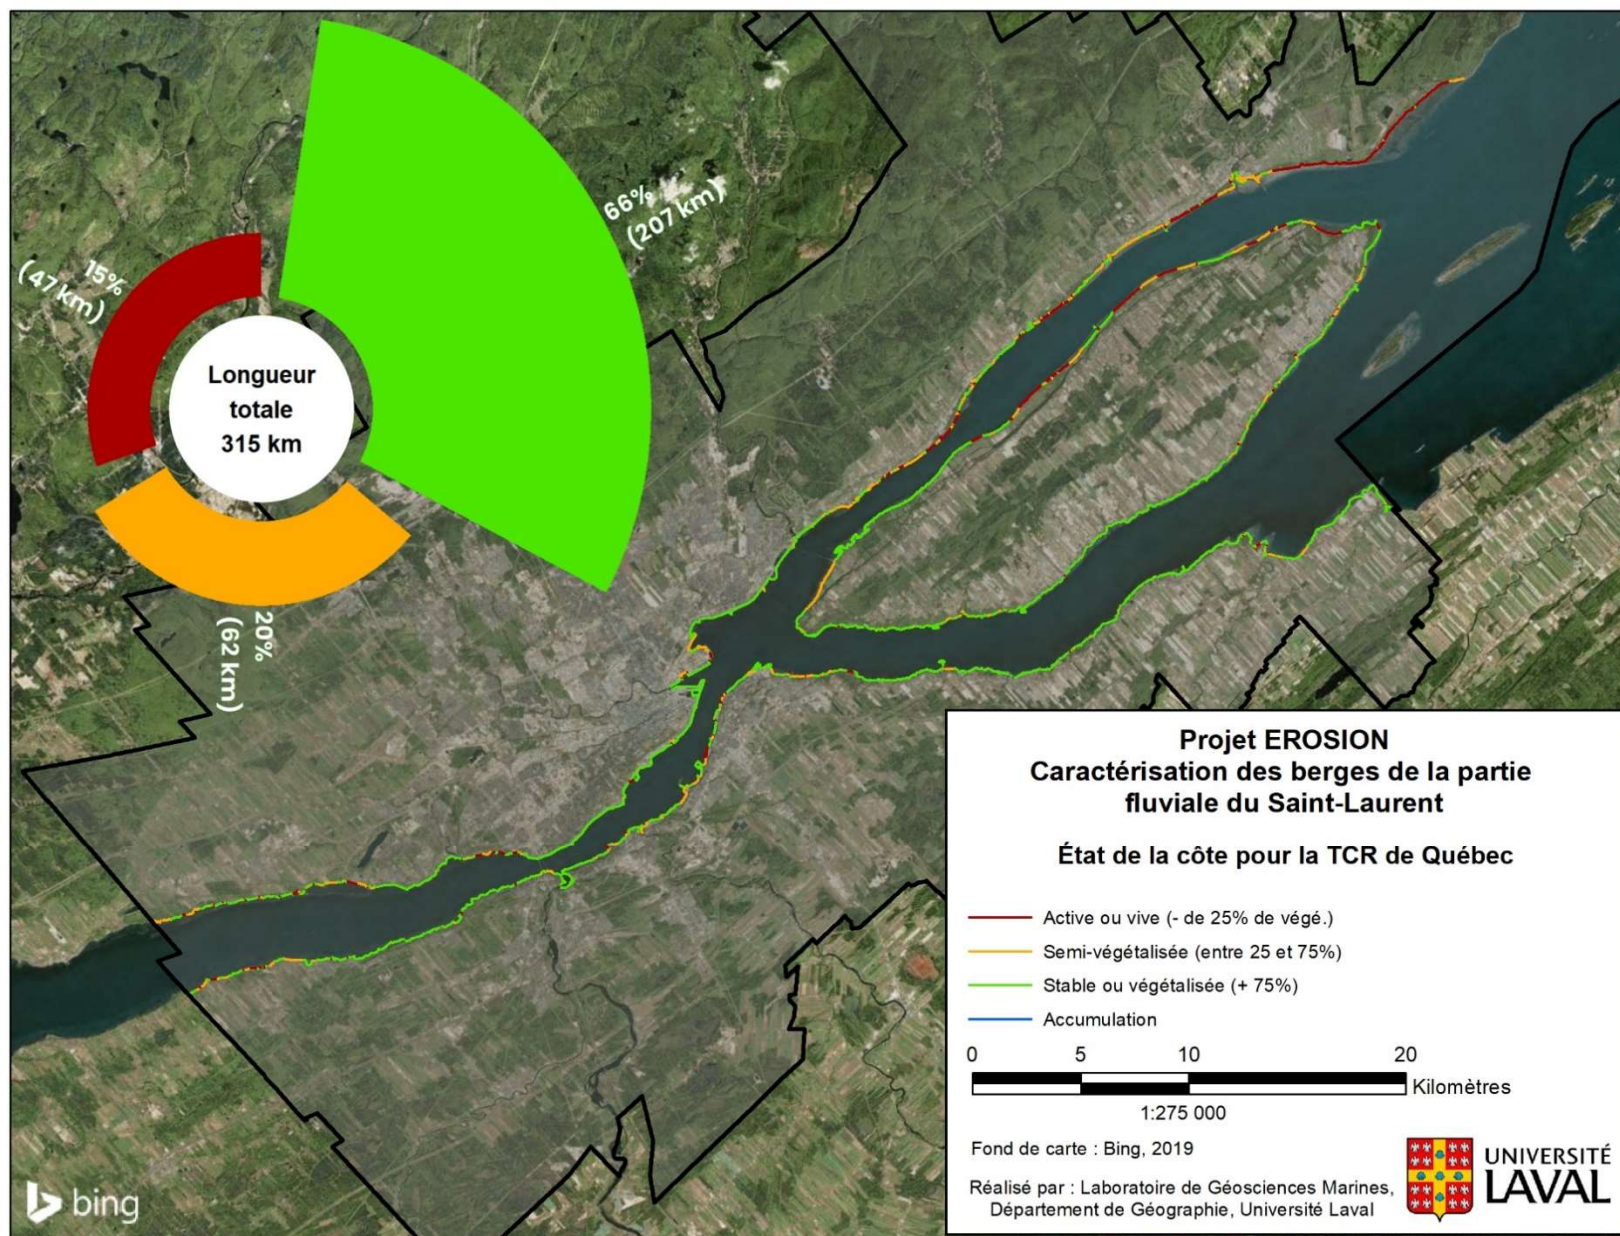 66%
(207 km)
15%
(47 km)
Longueur
totale
315 km
20%
(62 km)
Projet EROSION
Caractérisation des berges de la partie
fluviale du Saint-Laurent
État de la côte pour la TCR de Québec
Active ou vive (- de 25% de végé.)
Semi-végétalisée (entre 25 et 75%)
Stable ou végétalisée (+ 75%)
Accumulation
0 5 10 20
Kilomètres
1:275 000
Fond de carte : Bing, 2019
Réalisé par : Laboratoire de Géosciences Marines,
Département de Géographie, Université Laval
UNIVERSITÉ
LAVAL
bing